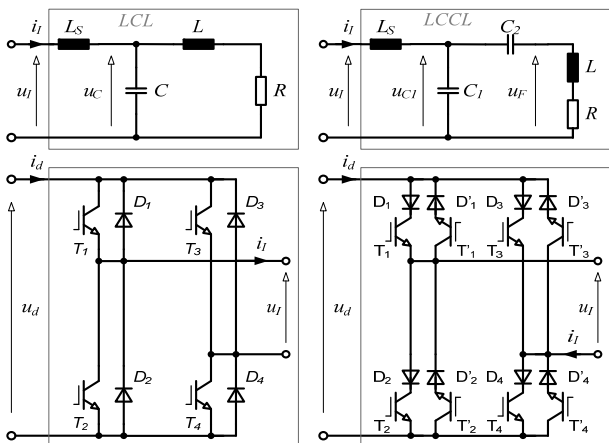 LCL
i_I L_S L
u_I u_C C R
LCCL
i_I L_S C_2
u_I u_C1 C_1 u_F L
R
i_d
D_1 D_3
T_1 T_3
i_I
u_d u_I
D_2 D_4
T_2 T_4
i_d
D_1 D'_1 D_3 D'_3
T_1 T'_1 T_3 T'_3
u_d u_I
i_I
D_2 D'_2 D_4 D'_4
T_2 T'_2 T_4 T'_4